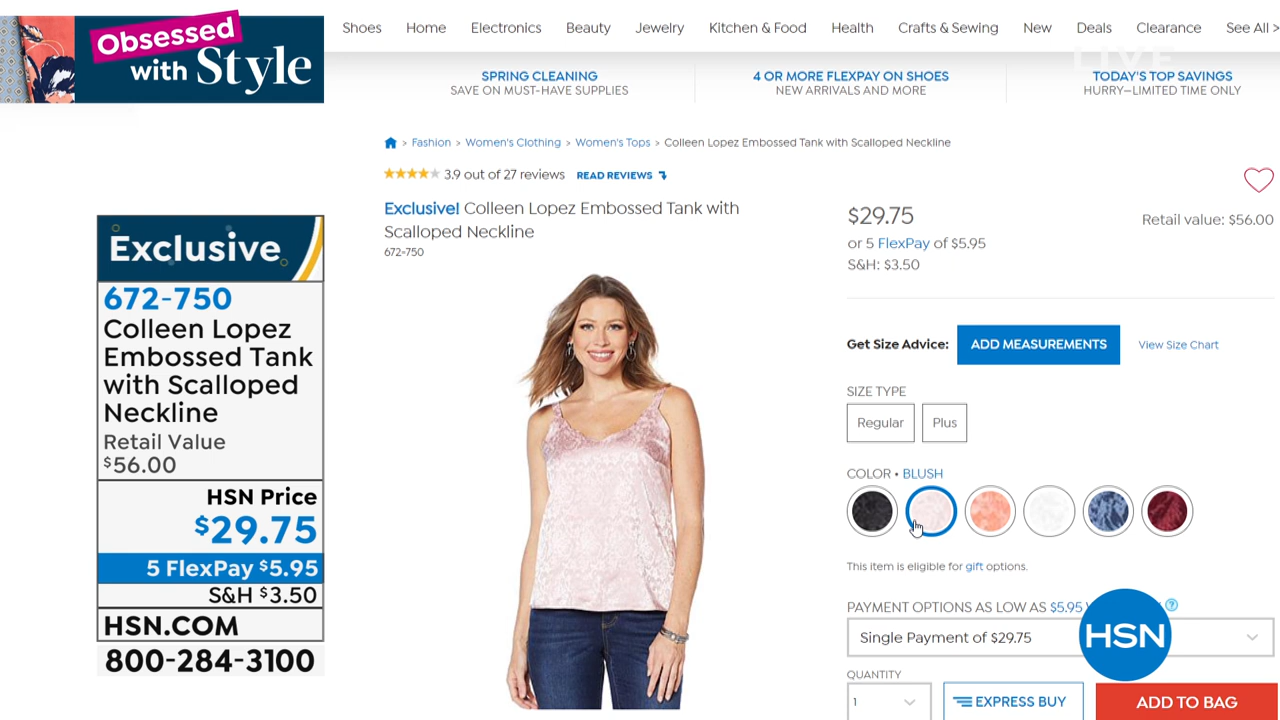 Obsessed
with Style
Shoes Home Electronics Beauty Jewelry Kitchen & Food Health Crafts & Sewing New Deals Clearance See All >
LIVE
SPRING CLEANING
SAVE ON MUST-HAVE SUPPLIES
4 OR MORE FLEXPAY ON SHOES
NEW ARRIVALS AND MORE
TODAY'S TOP SAVINGS
HURRY—LIMITED TIME ONLY
> Fashion > Women's Clothing > Women's Tops > Colleen Lopez Embossed Tank with Scalloped Neckline
3.9 out of 27 reviews READ REVIEWS
Exclusive! Colleen Lopez Embossed Tank with
Scalloped Neckline
672-750
$29.75
Retail value: $56.00
or 5 FlexPay of $5.95
S&H: $3.50
Get Size Advice: ADD MEASUREMENTS View Size Chart
SIZE TYPE
Regular Plus
COLOR • BLUSH
This item is eligible for gift options.
PAYMENT OPTIONS AS LOW AS $5.95
Single Payment of $29.75
QUANTITY
1
EXPRESS BUY
ADD TO BAG
HSN
Exclusive
672-750
Colleen Lopez
Embossed Tank
with Scalloped
Neckline
Retail Value
$56.00
HSN Price
$29.75
5 FlexPay $5.95
S&H $3.50
HSN.COM
800-284-3100